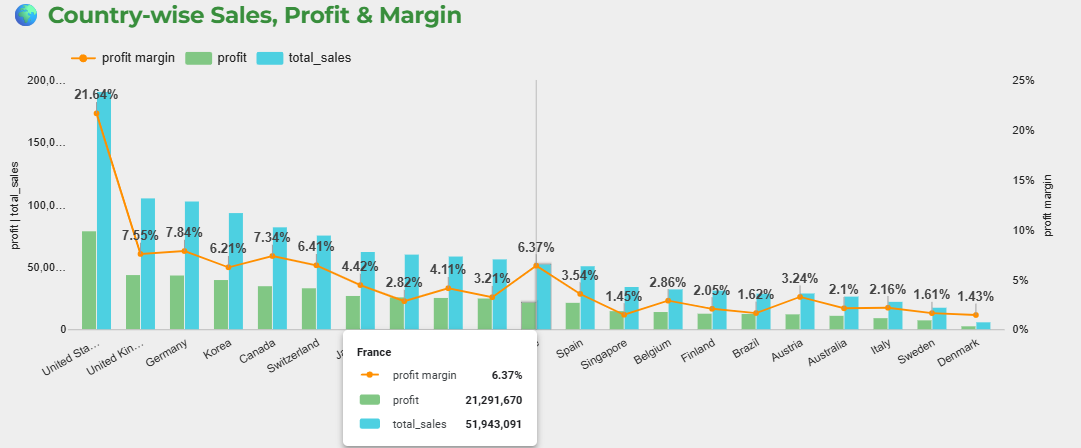 Country-wise Sales, Profit & Margin
profit margin profit total_sales
200,0...
150,0...
100,0...
50,00...
0
profit | total_sales
25%
20%
15%
10%
5%
0%
profit margin
21.64%
7.55%
7.84%
6.21%
7.34%
6.41%
4.42%
2.82%
4.11%
3.21%
6.37%
3.54%
1.45%
2.86%
2.05%
1.62%
3.24%
2.1%
2.16%
1.61%
1.43%
United Sta...
United Kin...
Germany
Korea
Canada
Switzerland
Spain
Singapore
Belgium
Finland
Brazil
Austria
Australia
Italy
Sweden
Denmark
France
profit margin 6.37%
profit 21,291,670
total_sales 51,943,091